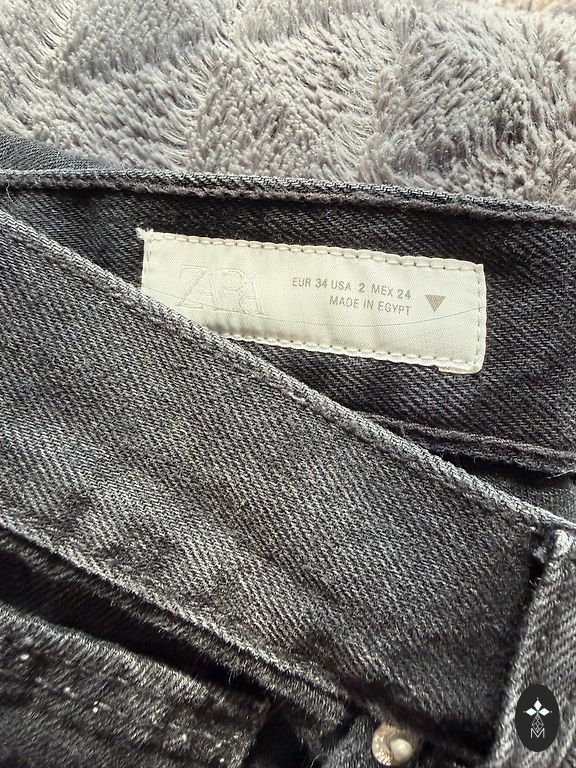 ZARA
EUR 34 USA 2 MEX 24
MADE IN EGYPT
M